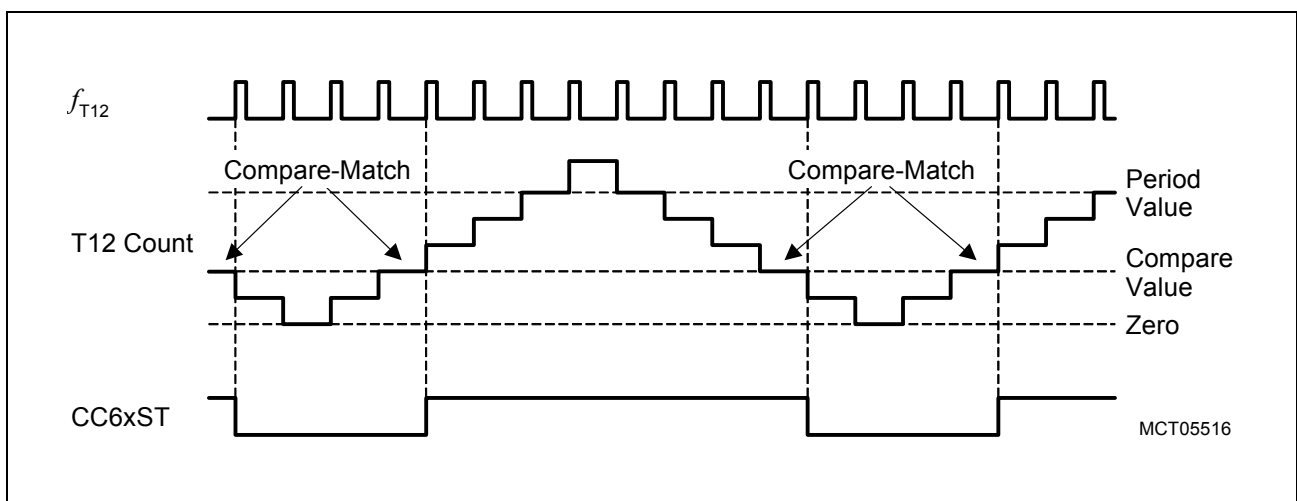 fT12
Compare-Match
Compare-Match
Period
Value
T12 Count
Compare
Value
Zero
CC6xST
MCT05516